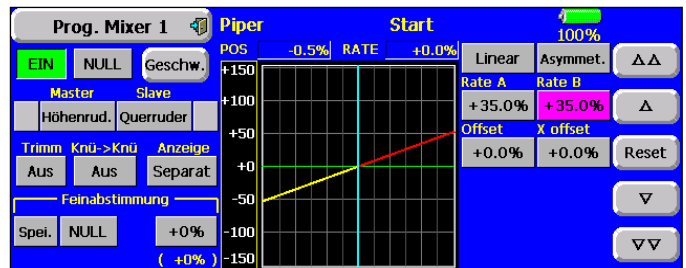 Prog. Mixer 1 Piper Start 100%
POS -0.5% RATE +0.0%
EIN NULL Geschw. Linear Asymmet.
Master Slave
Höhenrud. Querruder
Rate A Rate B
+35.0% +35.0%
Offset X offset
+0.0% +0.0% Reset
Trimm Knü->Knü Anzeige
Aus Aus Separat
Feinabstimmung
Spei. NULL +0%
( +0% )
+150
+100
+50
+0
-50
-100
-150